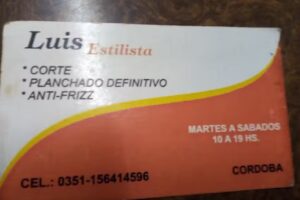 Luis Estilista
* CORTE
* PLANCHADO DEFINITIVO
* ANTI-FRIZZ
MARTES A SABADOS
10 A 19 HS.
CEL.: 0351-156414596
CORDOBA